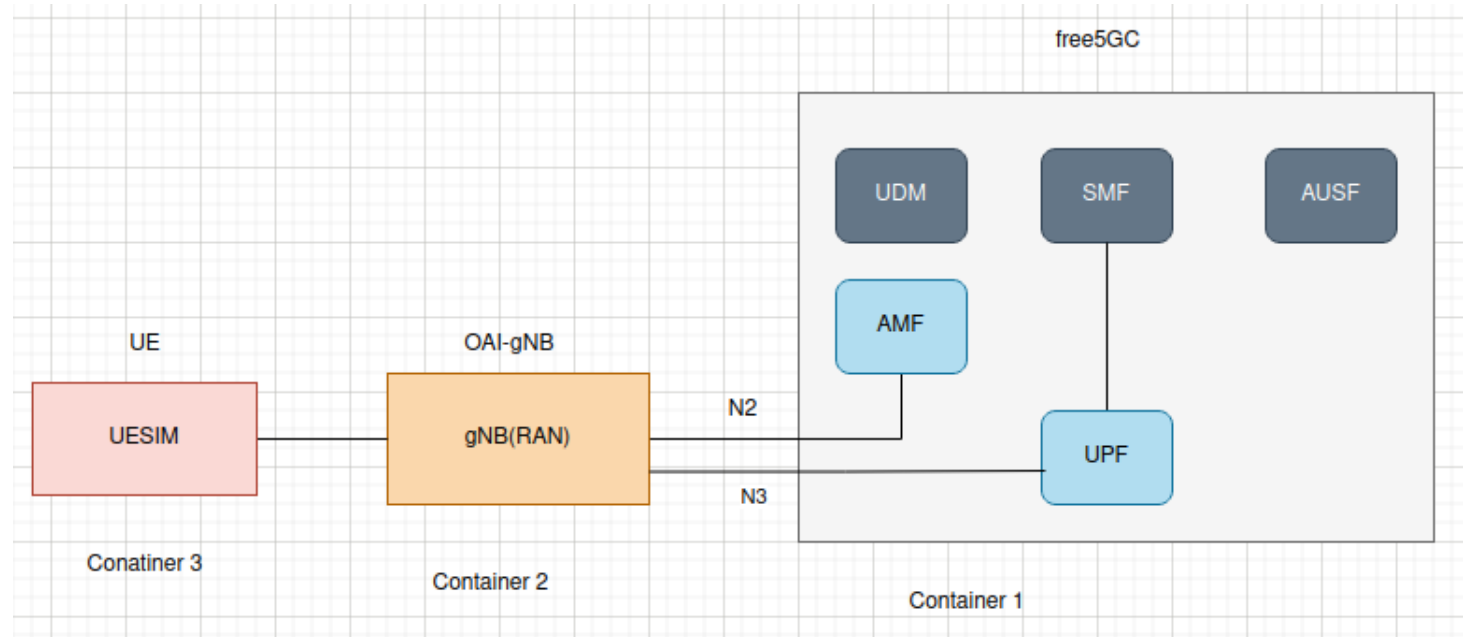 free5GC
UDM
SMF
AUSF
AMF
UE
OAI-gNB
N2
UESIM
gNB(RAN)
UPF
N3
Conatiner 3
Container 2
Container 1